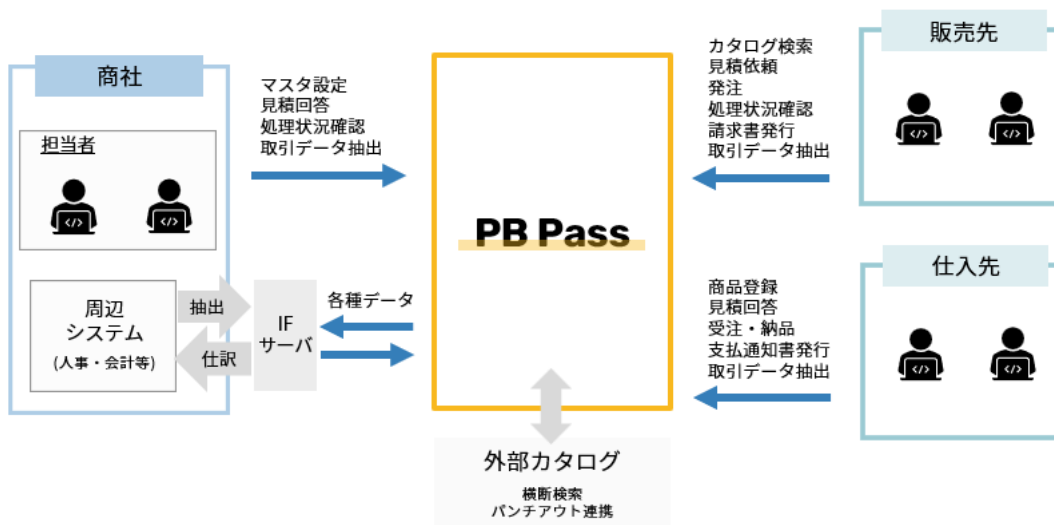 商社
担当者
周辺
システム
(人事・会計等)
抽出
仕訳
IF
サーバ
マスタ設定
見積回答
処理状況確認
取引データ抽出
各種データ
PB Pass
外部カタログ
横断検索
パンチアウト連携
カタログ検索
見積依頼
発注
処理状況確認
請求書発行
取引データ抽出
販売先
商品登録
見積回答
受注・納品
支払通知書発行
取引データ抽出
仕入先